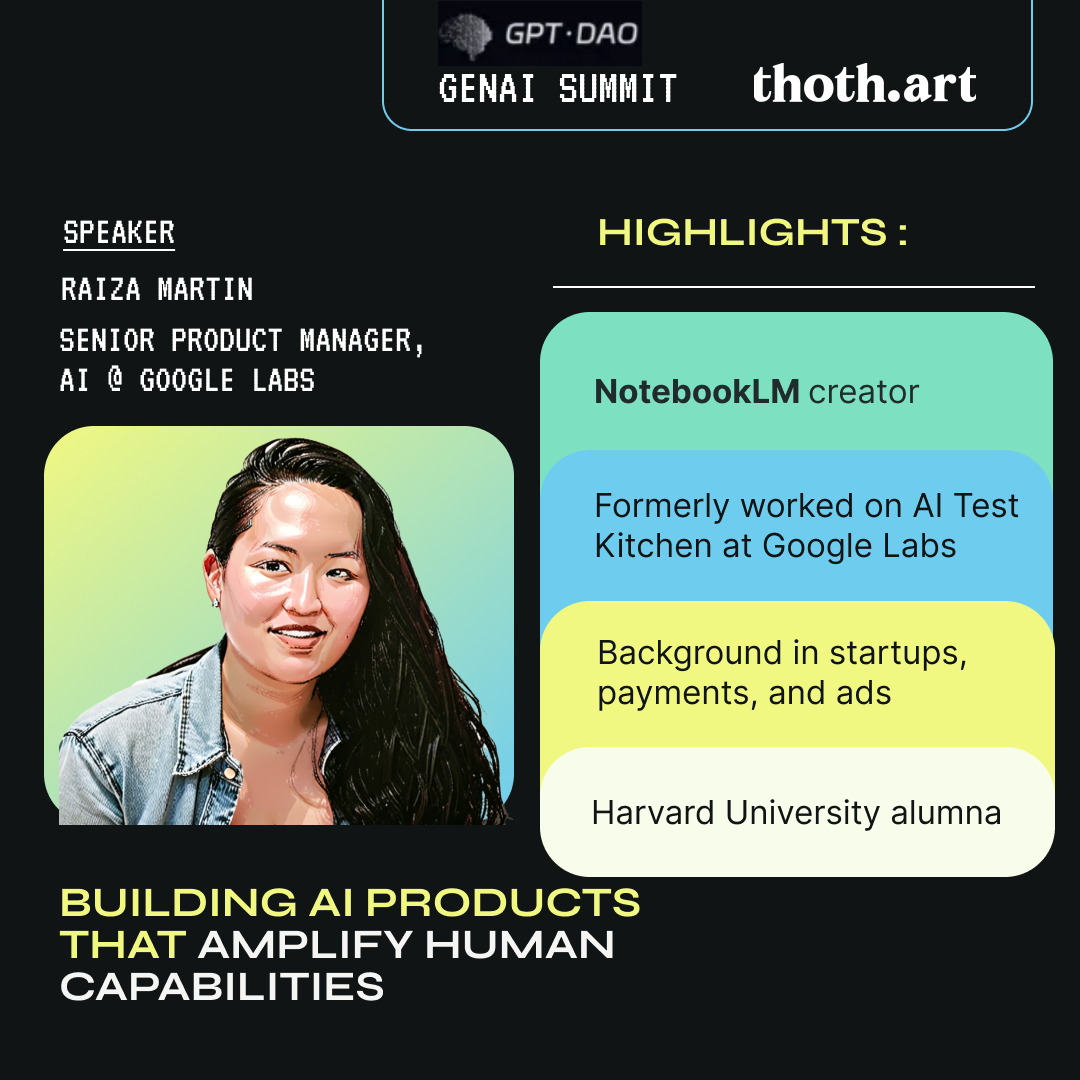 GPT·DAO
GENAI SUMMIT
thoth.art
SPEAKER
RAIZA MARTIN
SENIOR PRODUCT MANAGER,
AI @ GOOGLE LABS
HIGHLIGHTS :
NotebookLM creator
Formerly worked on AI Test
Kitchen at Google Labs
Background in startups,
payments, and ads
Harvard University alumna
BUILDING AI PRODUCTS
THAT AMPLIFY HUMAN
CAPABILITIES